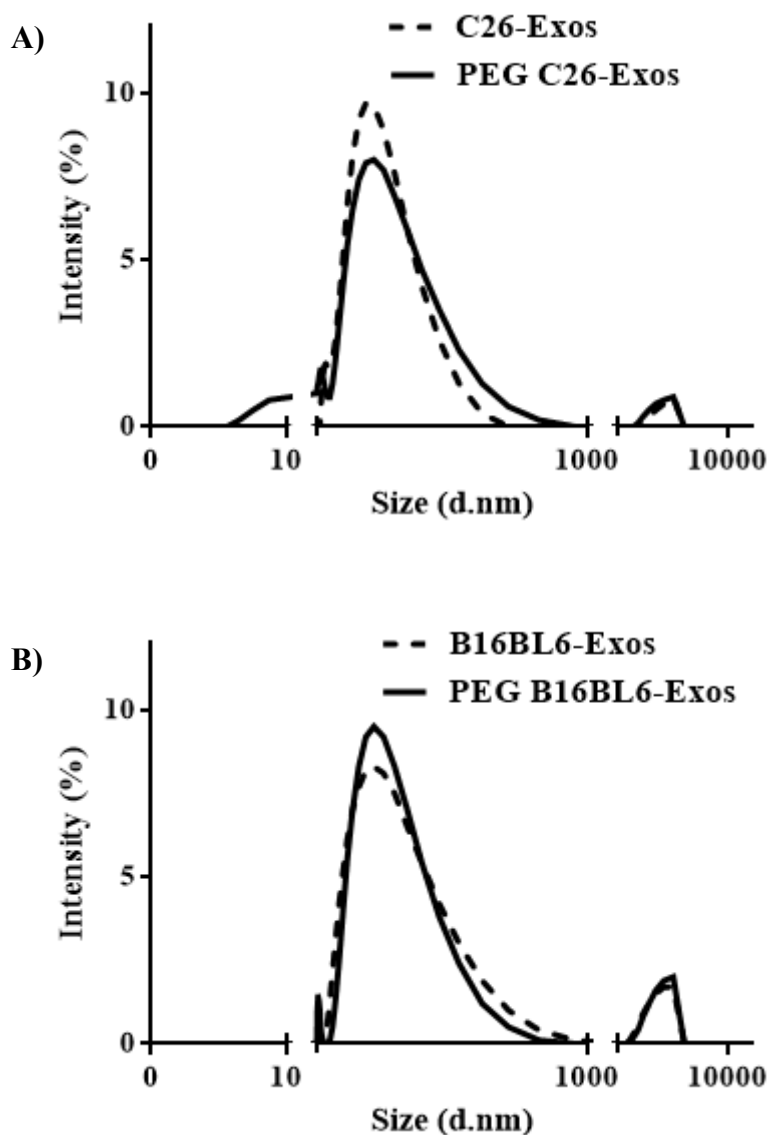 A)
C26-Exos
PEG C26-Exos
10
5
0
Intensity (%)
0 10 1000 10000
Size (d.nm)
B)
B16BL6-Exos
PEG B16BL6-Exos
10
5
0
Intensity (%)
0 10 1000 10000
Size (d.nm)